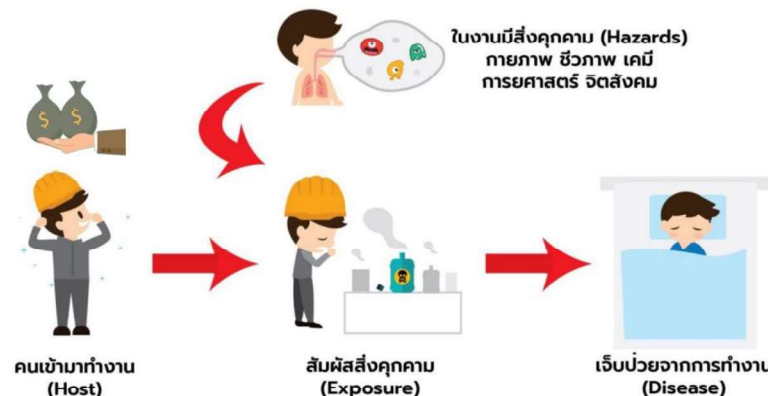 ในงานมีสิ่งคุกคาม (Hazards)
กายภาพ ชีวภาพ เคมี
การยศาสตร์ จิตสังคม
$ $
คนเข้ามาทำงาน
(Host)
สัมผัสสิ่งคุกคาม
(Exposure)
เจ็บป่วยจากการทำงาน
(Disease)